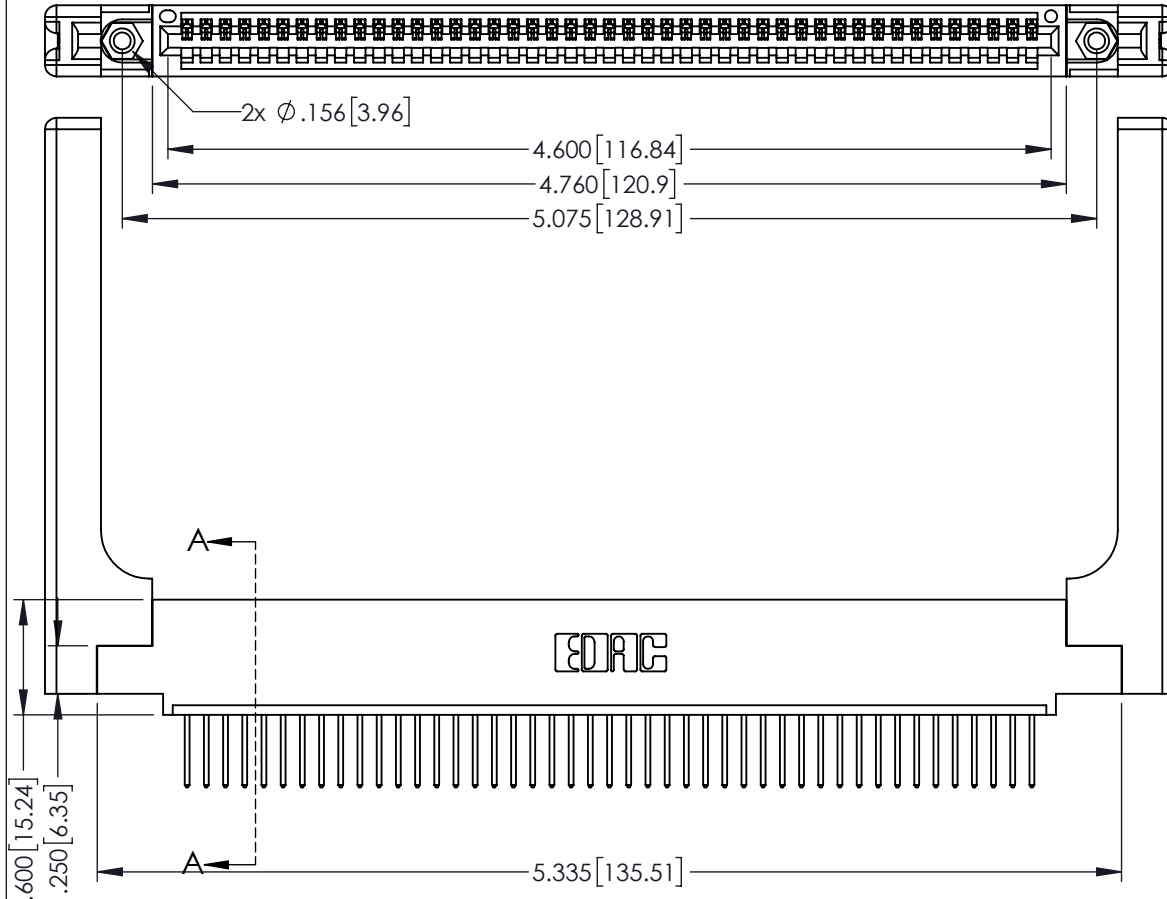 2x Ø.156[3.96]
4.600[116.84]
4.760[120.9]
5.075[128.91]
A
EDAC
.600[15.24]
.250[6.35]
A
5.335[135.51]